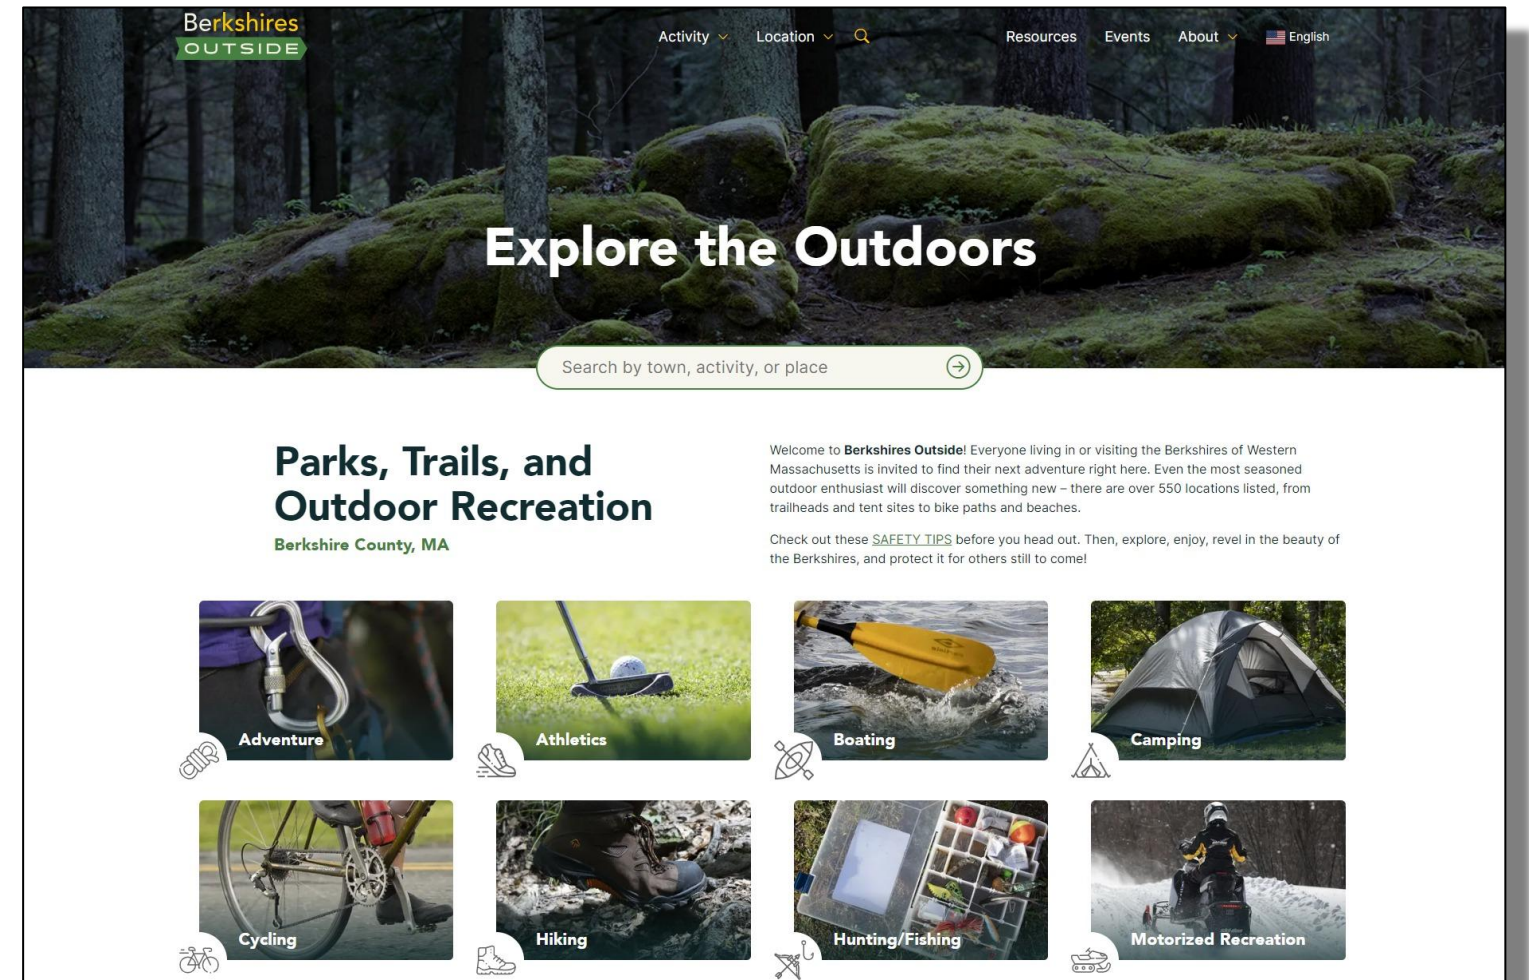 Berkshires
OUTSIDE
Activity
Location
Resources
Events
About
English
Explore the Outdoors
Search by town, activity, or place
Parks, Trails, and
Outdoor Recreation
Berkshire County, MA
Welcome to Berkshires Outside! Everyone living in or visiting the Berkshires of Western
Massachusetts is invited to find their next adventure right here. Even the most seasoned
outdoor enthusiast will discover something new – there are over 550 locations listed, from
trailheads and tent sites to bike paths and beaches.
Check out these SAFETY TIPS before you head out. Then, explore, enjoy, revel in the beauty of
the Berkshires, and protect it for others still to come!
Adventure
Athletics
Boating
Camping
Cycling
Hiking
Hunting/Fishing
Motorized Recreation